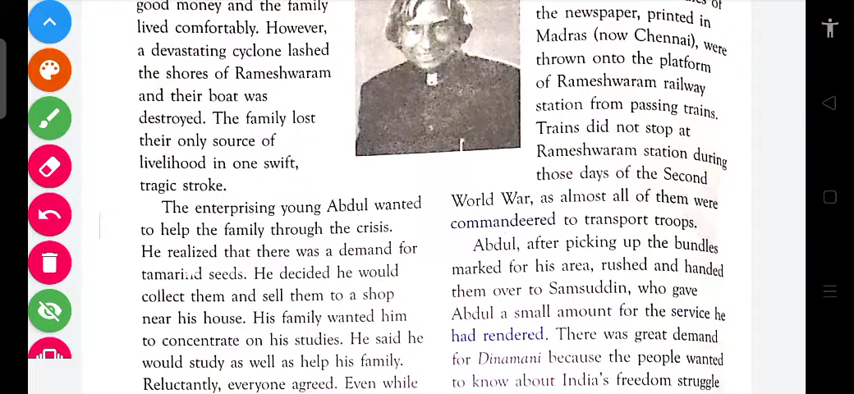 good money and the family
lived comfortably. However,
a devastating cyclone lashed
the shores of Rameshwaram
and their boat was
destroyed. The family lost
their only source of
livelihood in one swift,
tragic stroke.
The enterprising young Abdul wanted
to help the family through the crisis.
He realized that there was a demand for
tamarind seeds. He decided he would
collect them and sell them to a shop
near his house. His family wanted him
to concentrate on his studies. He said he
would study as well as help his family.
Reluctantly, everyone agreed. Even while
of
the newspaper, printed in
Madras (now Chennai), were
thrown onto the platform
of Rameshwaram railway
station from passing trains.
Trains did not stop at
Rameshwaram station during
those days of the Second
World War, as almost all of them were
commandeered to transport troops.
Abdul, after picking up the bundles
marked for his area, rushed and handed
them over to Samsuddin, who gave
Abdul a small amount for the service he
had rendered. There was great demand
for Dinamani because the people wanted
to know about India's freedom struggle